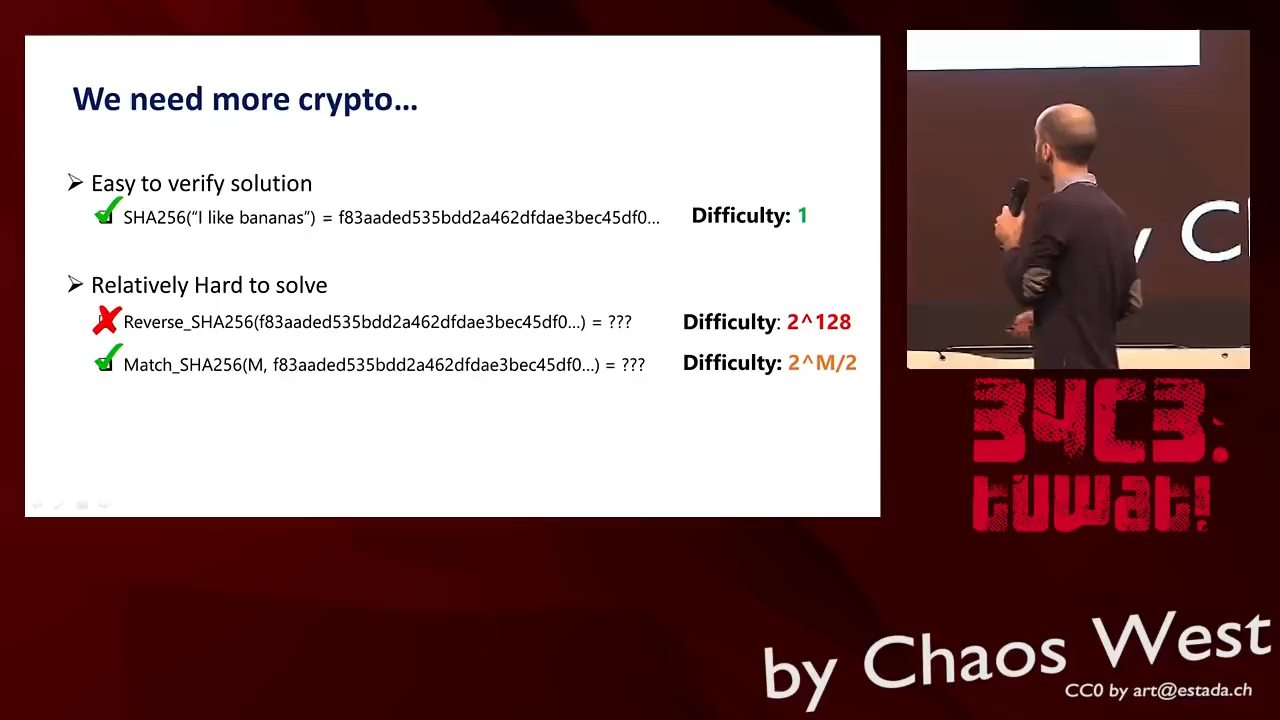 We need more crypto...
Easy to verify solution
SHA256(“I like bananas”) = f83aaded535bdd2a462dfdae3bec45df0... Difficulty: 1
Relatively Hard to solve
Reverse_SHA256(f83aaded535bdd2a462dfdae3bec45df0...) = ??? Difficulty: 2^128
Match_SHA256(M, f83aaded535bdd2a462dfdae3bec45df0...) = ??? Difficulty: 2^M/2
y C
34C3:
tuwat!
by Chaos West
CC0 by art@estada.ch